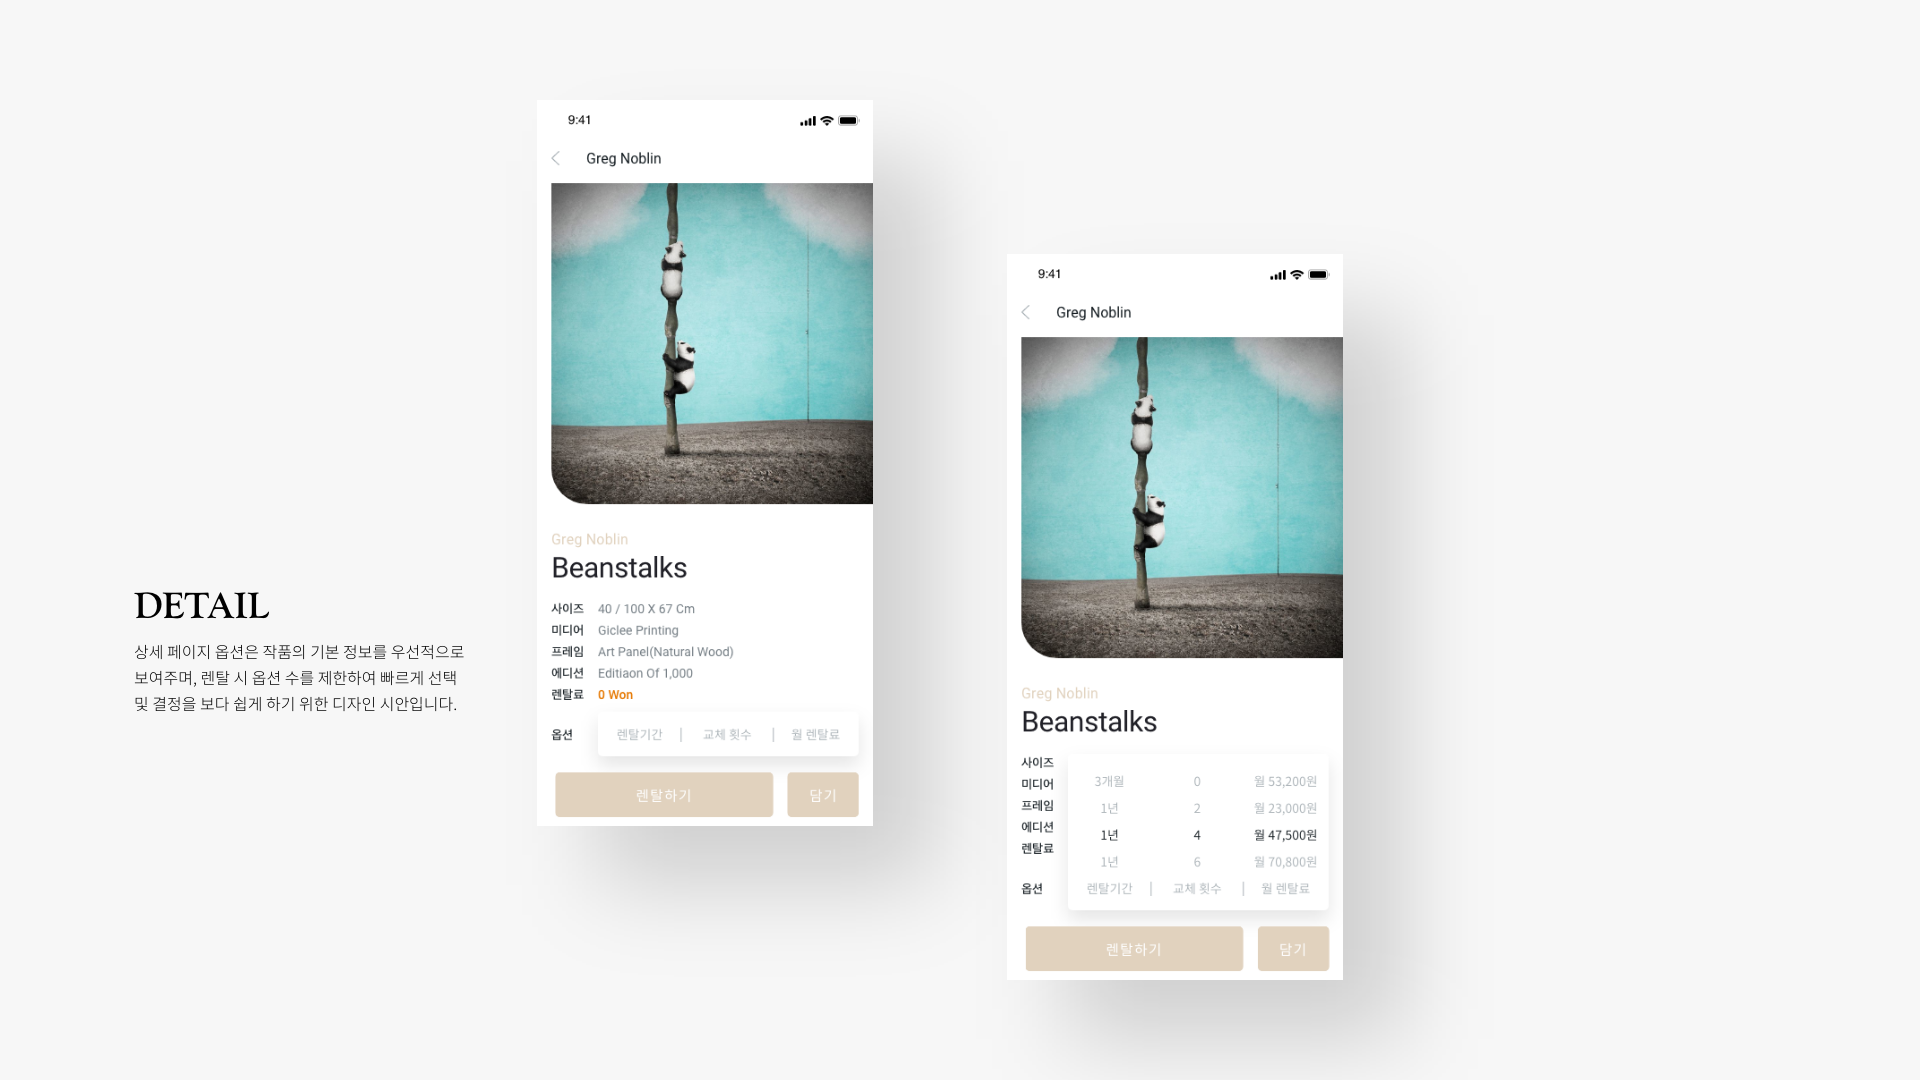 DETAIL
상세 페이지 옵션은 작품의 기본 정보를 우선적으로
보여주며, 렌탈 시 옵션 수를 제한하여 빠르게 선택
및 결정을 보다 쉽게 하기 위한 디자인 시안입니다.
9:41
Greg Noblin
Greg Noblin
Beanstalks
사이즈 40 / 100 X 67 Cm
미디어 Giclee Printing
프레임 Art Panel(Natural Wood)
에디션 Editiaon Of 1,000
렌탈료 0 Won
옵션 렌탈기간 | 교체 횟수 | 월 렌탈료
렌탈하기 담기
9:41
Greg Noblin
Greg Noblin
Beanstalks
사이즈
미디어
프레임
에디션
렌탈료
3개월 0 월 53,200원
1년 2 월 23,000원
1년 4 월 47,500원
1년 6 월 70,800원
옵션 렌탈기간 | 교체 횟수 | 월 렌탈료
렌탈하기 담기